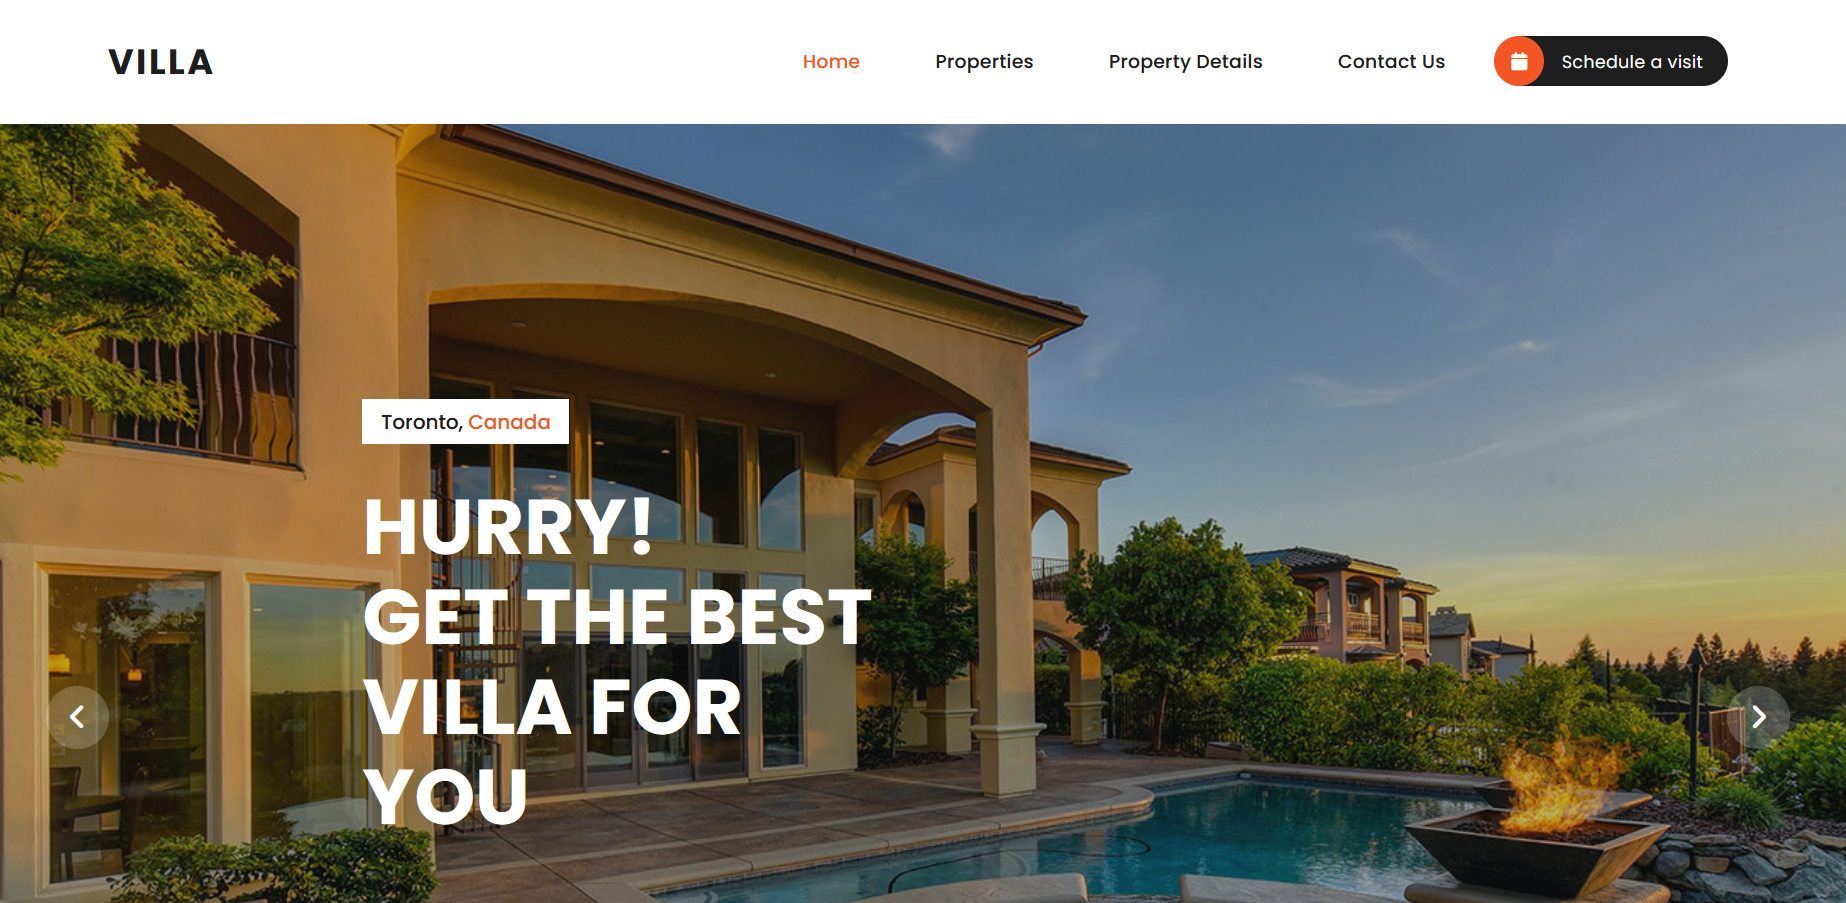 VILLA
Home Properties Property Details Contact Us Schedule a visit
Toronto, Canada
HURRY!
GET THE BEST
VILLA FOR
YOU